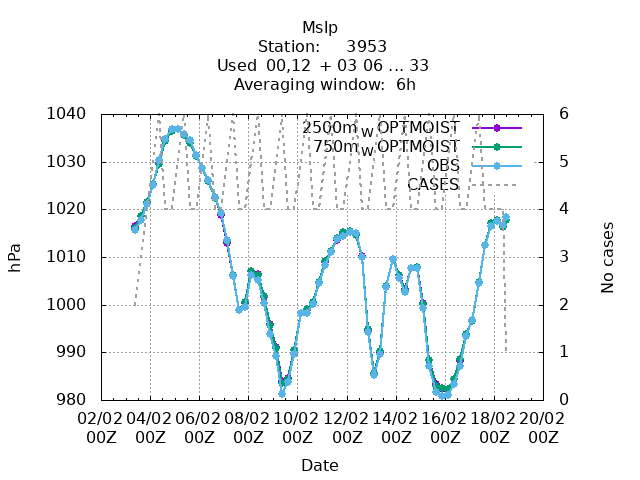 Mslp
Station: 3953
Used 00,12 + 03 06 ... 33
Averaging window: 6h
1040
1030
1020
1010
1000
990
980
hPa
6
5
4
3
2
1
0
No cases
2500m w OPTMOIST
750m w OPTMOIST
OBS
CASES
02/02 04/02 06/02 08/02 10/02 12/02 14/02 16/02 18/02 20/02
00Z 00Z 00Z 00Z 00Z 00Z 00Z 00Z 00Z 00Z
Date